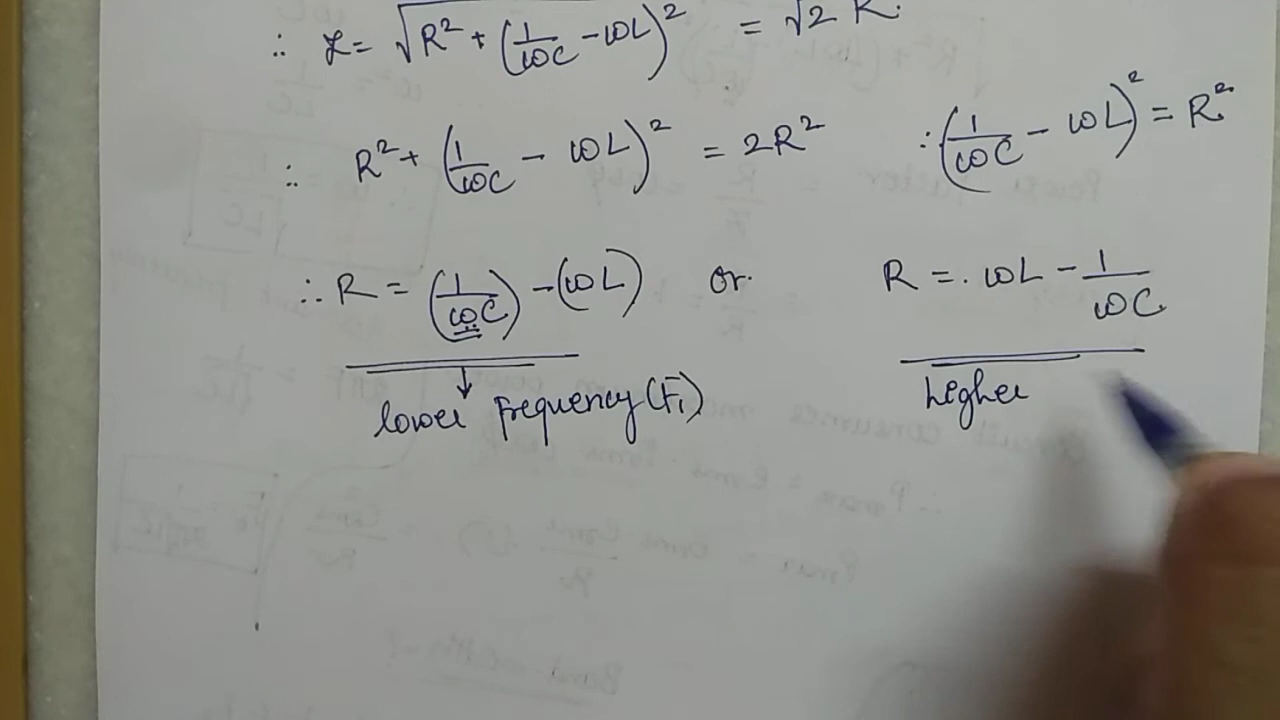 ∴ Z = √R² + (1/ωC - ωL)² = √2 R.
∴ R² + (1/ωC - ωL)² = 2R² ∴ (1/ωC - ωL)² = R²
∴ R = (1/ωC) - (ωL) or R = ωL - 1/ωC
lower Frequency (F₁) higher